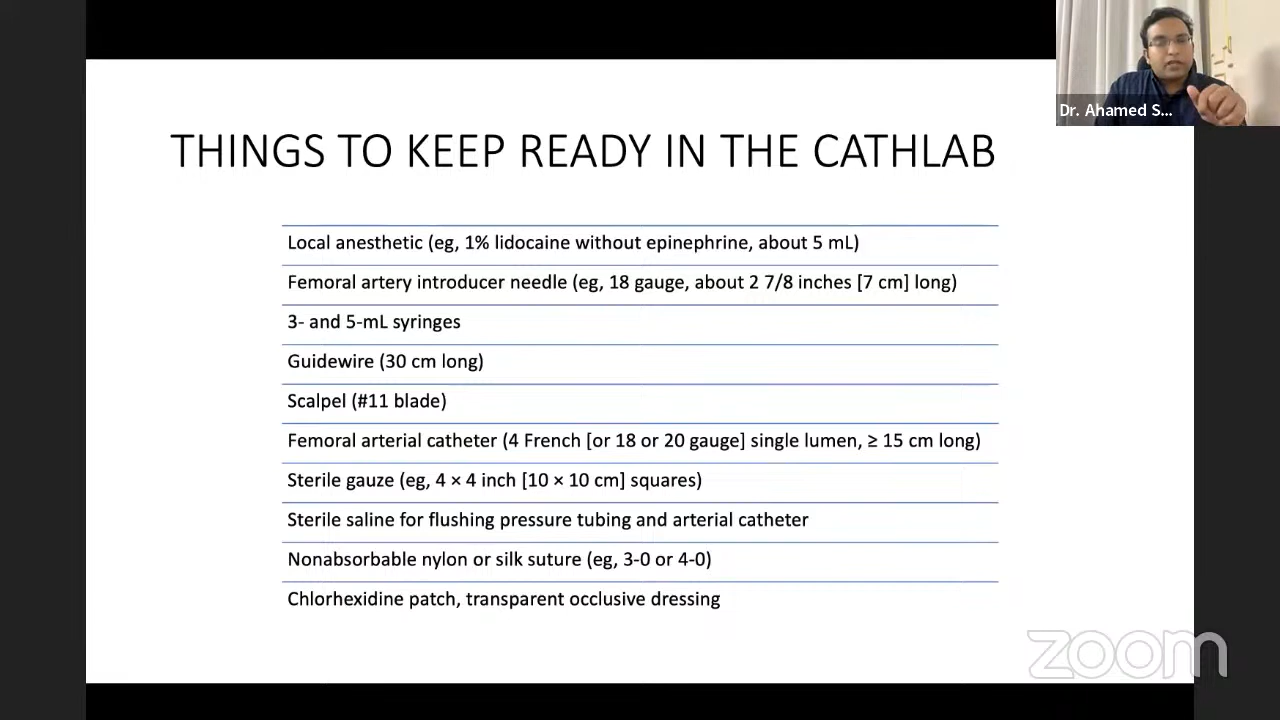 Dr. Ahamed S...
THINGS TO KEEP READY IN THE CATHLAB
Local anesthetic (eg, 1% lidocaine without epinephrine, about 5 mL)
Femoral artery introducer needle (eg, 18 gauge, about 2 7/8 inches [7 cm] long)
3- and 5-mL syringes
Guidewire (30 cm long)
Scalpel (#11 blade)
Femoral arterial catheter (4 French [or 18 or 20 gauge] single lumen, ≥ 15 cm long)
Sterile gauze (eg, 4 × 4 inch [10 × 10 cm] squares)
Sterile saline for flushing pressure tubing and arterial catheter
Nonabsorbable nylon or silk suture (eg, 3-0 or 4-0)
Chlorhexidine patch, transparent occlusive dressing
zoom